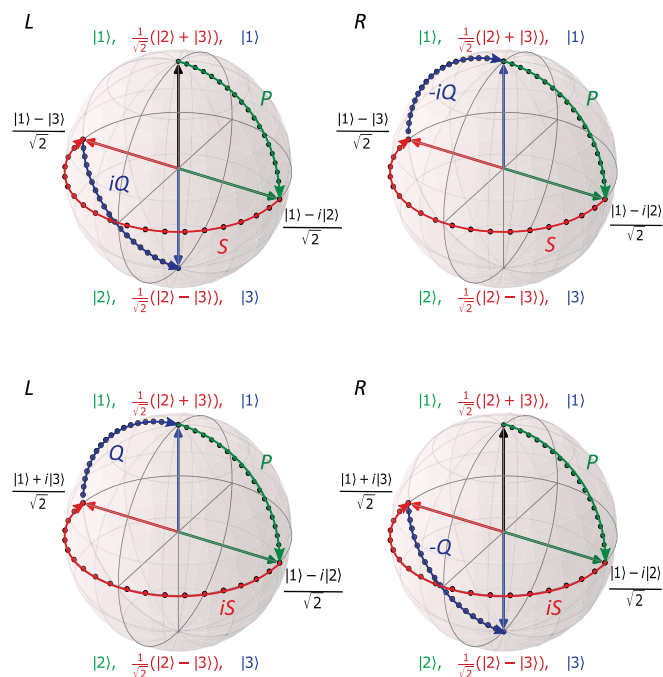 L
|1⟩, 1/√2(|2⟩ + |3⟩), |1⟩
P
|1⟩ − |3⟩
√2
iQ
|1⟩ − i|2⟩
√2
S
|2⟩, 1/√2(|2⟩ − |3⟩), |3⟩
R
|1⟩, 1/√2(|2⟩ + |3⟩), |1⟩
-iQ
P
|1⟩ − |3⟩
√2
|1⟩ − i|2⟩
√2
S
|2⟩, 1/√2(|2⟩ − |3⟩), |3⟩
L
|1⟩, 1/√2(|2⟩ + |3⟩), |1⟩
Q
P
|1⟩ + i|3⟩
√2
|1⟩ − i|2⟩
√2
iS
|2⟩, 1/√2(|2⟩ − |3⟩), |3⟩
R
|1⟩, 1/√2(|2⟩ + |3⟩), |1⟩
P
|1⟩ + i|3⟩
√2
-Q
|1⟩ − i|2⟩
√2
iS
|2⟩, 1/√2(|2⟩ − |3⟩), |3⟩